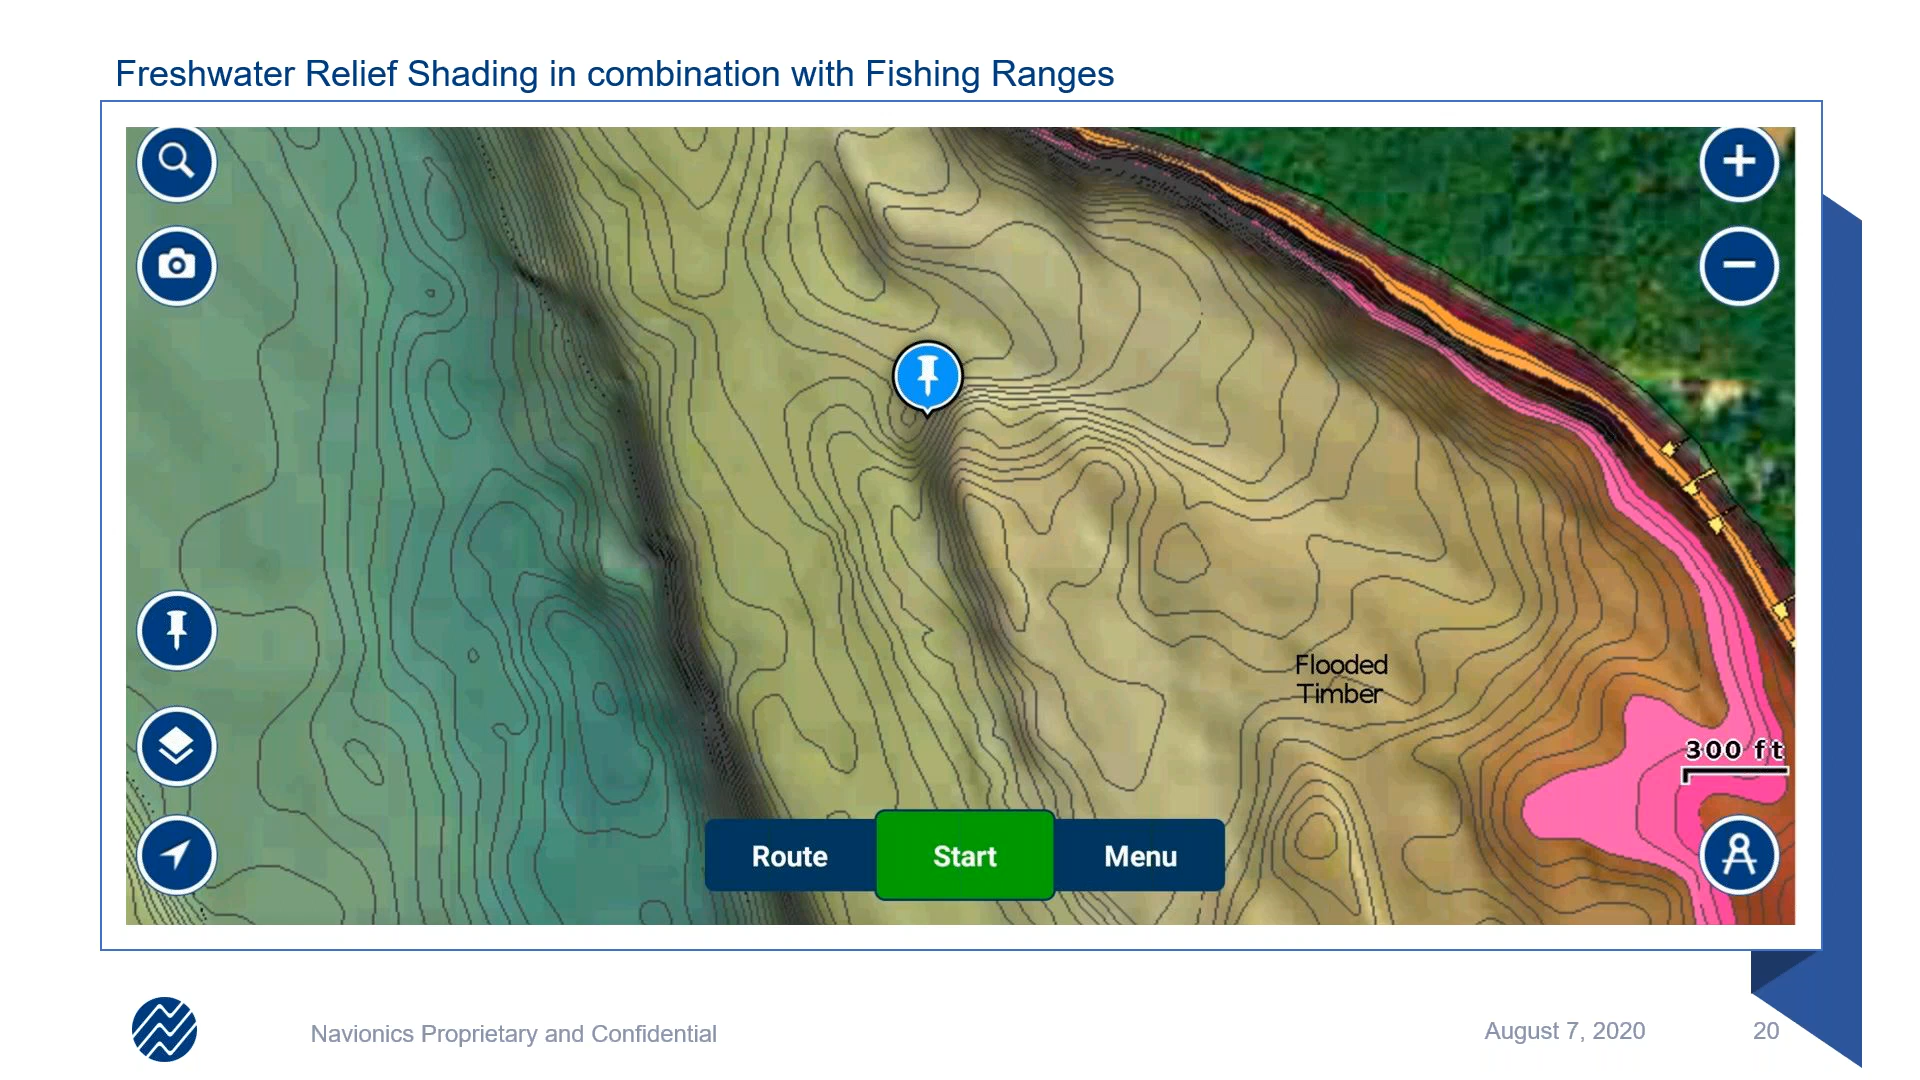 Freshwater Relief Shading in combination with Fishing Ranges
Flooded
Timber
300 ft
Route
Start
Menu
Navionics Proprietary and Confidential
August 7, 2020
20